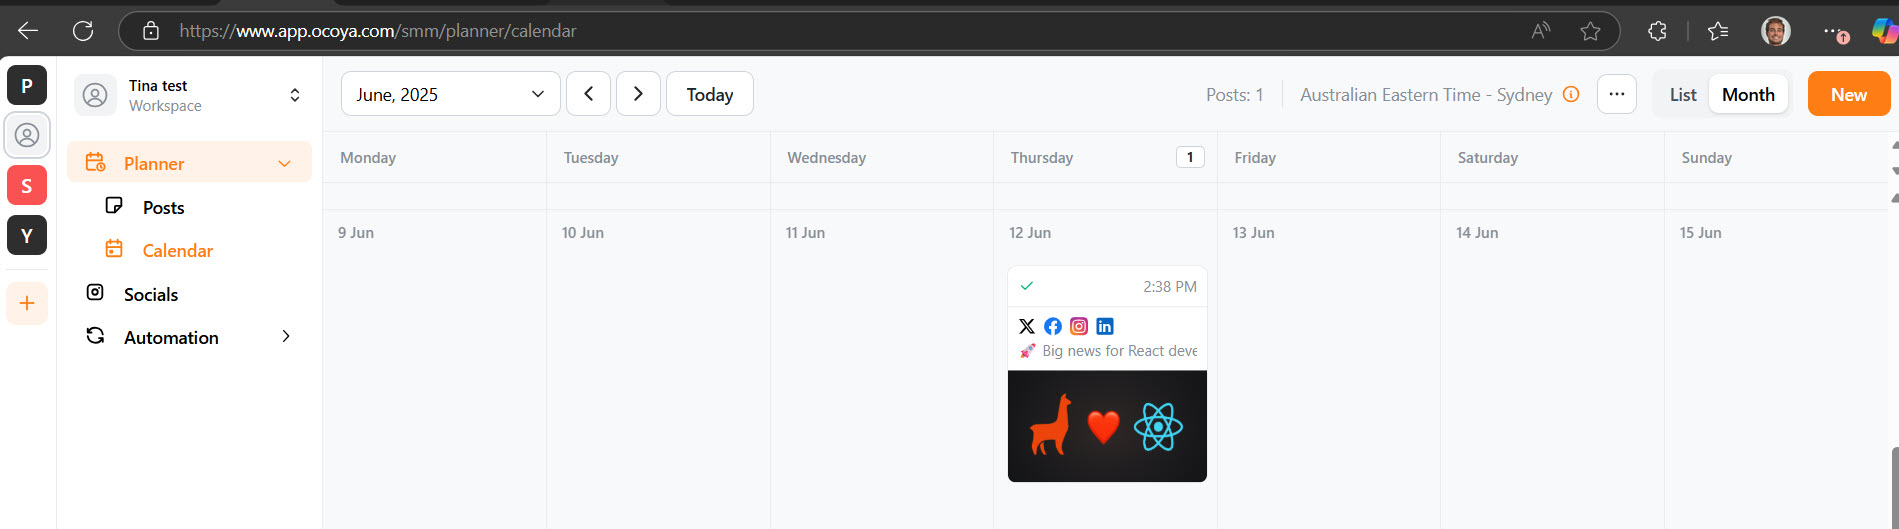 https://www.app.ocoya.com/smm/planner/calendar
P
S
Y
Tina test
Workspace
Planner
Posts
Calendar
Socials
Automation
June, 2025
Today
Posts: 1
Australian Eastern Time - Sydney
List
Month
New
Monday
Tuesday
Wednesday
Thursday
1
Friday
Saturday
Sunday
9 Jun
10 Jun
11 Jun
12 Jun
13 Jun
14 Jun
15 Jun
2:38 PM
🚀 Big news for React deve